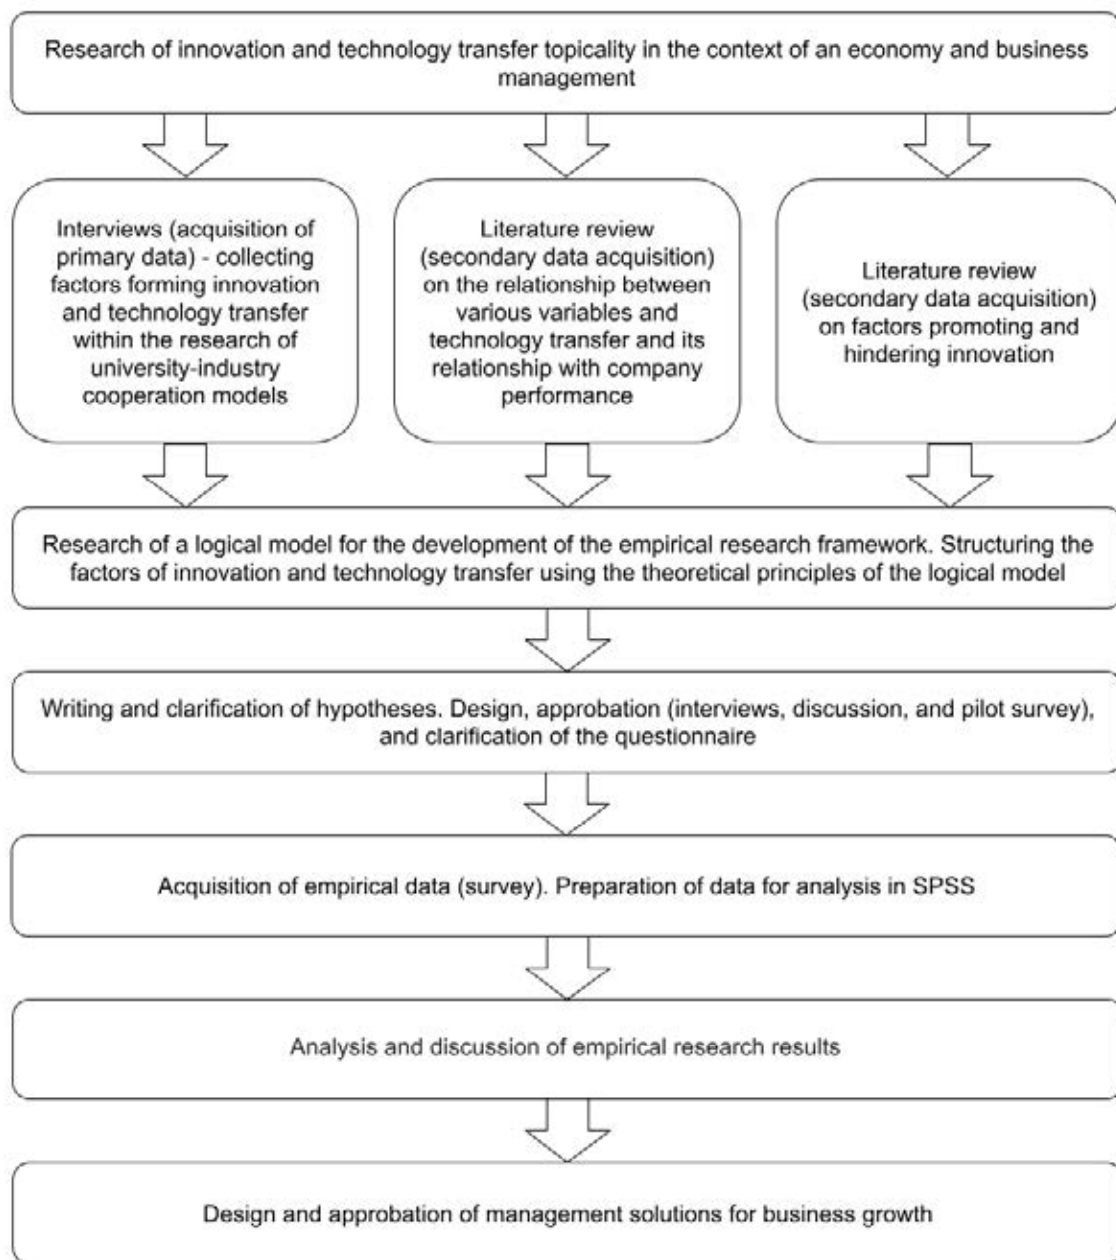 Research of innovation and technology transfer topicality in the context of an economy and business
management
Interviews (acquisition of
primary data) - collecting
factors forming innovation
and technology transfer
within the research of
university-industry
cooperation models
Literature review
(secondary data acquisition)
on the relationship between
various variables and
technology transfer and its
relationship with company
performance
Literature review
(secondary data acquisition)
on factors promoting and
hindering innovation
Research of a logical model for the development of the empirical research framework. Structuring the
factors of innovation and technology transfer using the theoretical principles of the logical model
Writing and clarification of hypotheses. Design, approbation (interviews, discussion, and pilot survey),
and clarification of the questionnaire
Acquisition of empirical data (survey). Preparation of data for analysis in SPSS
Analysis and discussion of empirical research results
Design and approbation of management solutions for business growth